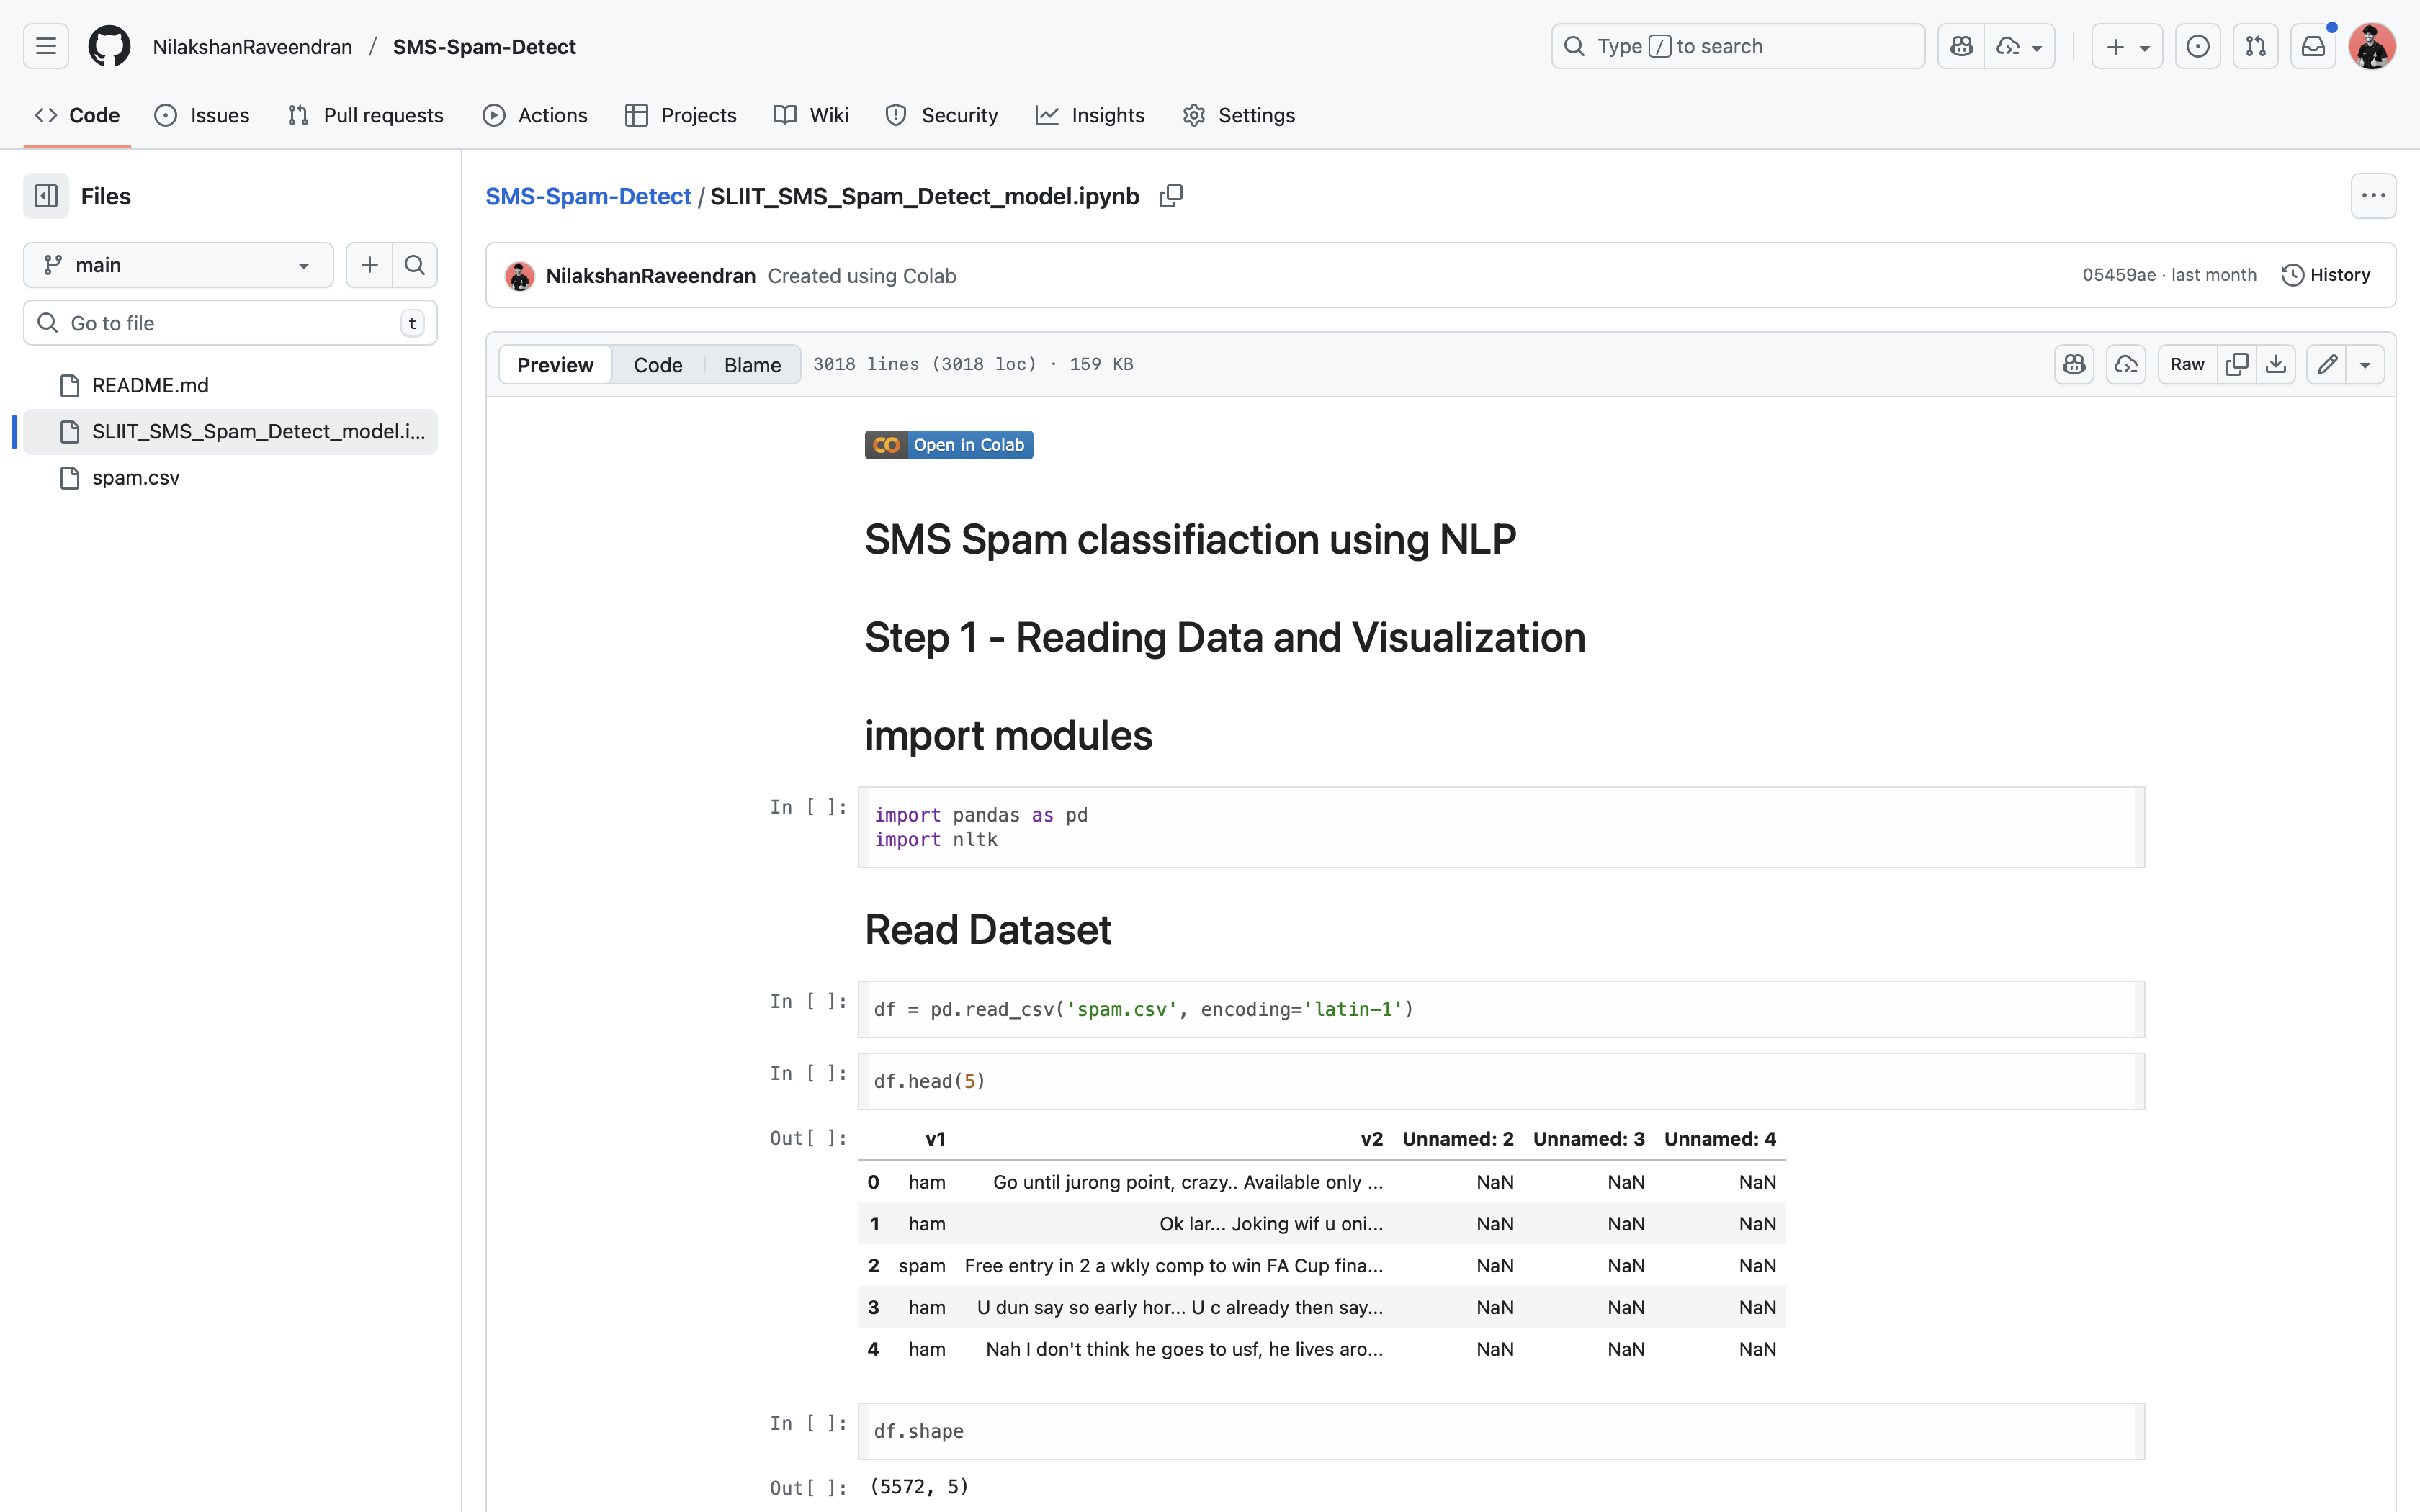 NilakshanRaveendran / SMS-Spam-Detect
Type / to search
Code Issues Pull requests Actions Projects Wiki Security Insights Settings
Files
main
Go to file t
README.md
SLIIT_SMS_Spam_Detect_model.i...
spam.csv
SMS-Spam-Detect / SLIIT_SMS_Spam_Detect_model.ipynb
NilakshanRaveendran Created using Colab 05459ae · last month History
Preview Code Blame 3018 lines (3018 loc) · 159 KB Raw
Open in Colab
SMS Spam classifiaction using NLP
Step 1 - Reading Data and Visualization
import modules
In [ ]: import pandas as pd
import nltk
Read Dataset
In [ ]: df = pd.read_csv('spam.csv', encoding='latin-1')
In [ ]: df.head(5)
Out[ ]: v1 v2 Unnamed: 2 Unnamed: 3 Unnamed: 4
0 ham Go until jurong point, crazy.. Available only ... NaN NaN NaN
1 ham Ok lar... Joking wif u oni... NaN NaN NaN
2 spam Free entry in 2 a wkly comp to win FA Cup fina... NaN NaN NaN
3 ham U dun say so early hor... U c already then say... NaN NaN NaN
4 ham Nah I don't think he goes to usf, he lives aro... NaN NaN NaN
In [ ]: df.shape
Out[ ]: (5572, 5)